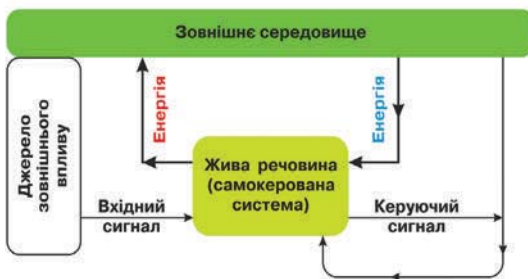 Зовнішнє середовище
Джерело
зовнішнього
впливу
Енергія
Енергія
Жива речовина
(самокерована
система)
Вхідний
сигнал
Керуючий
сигнал